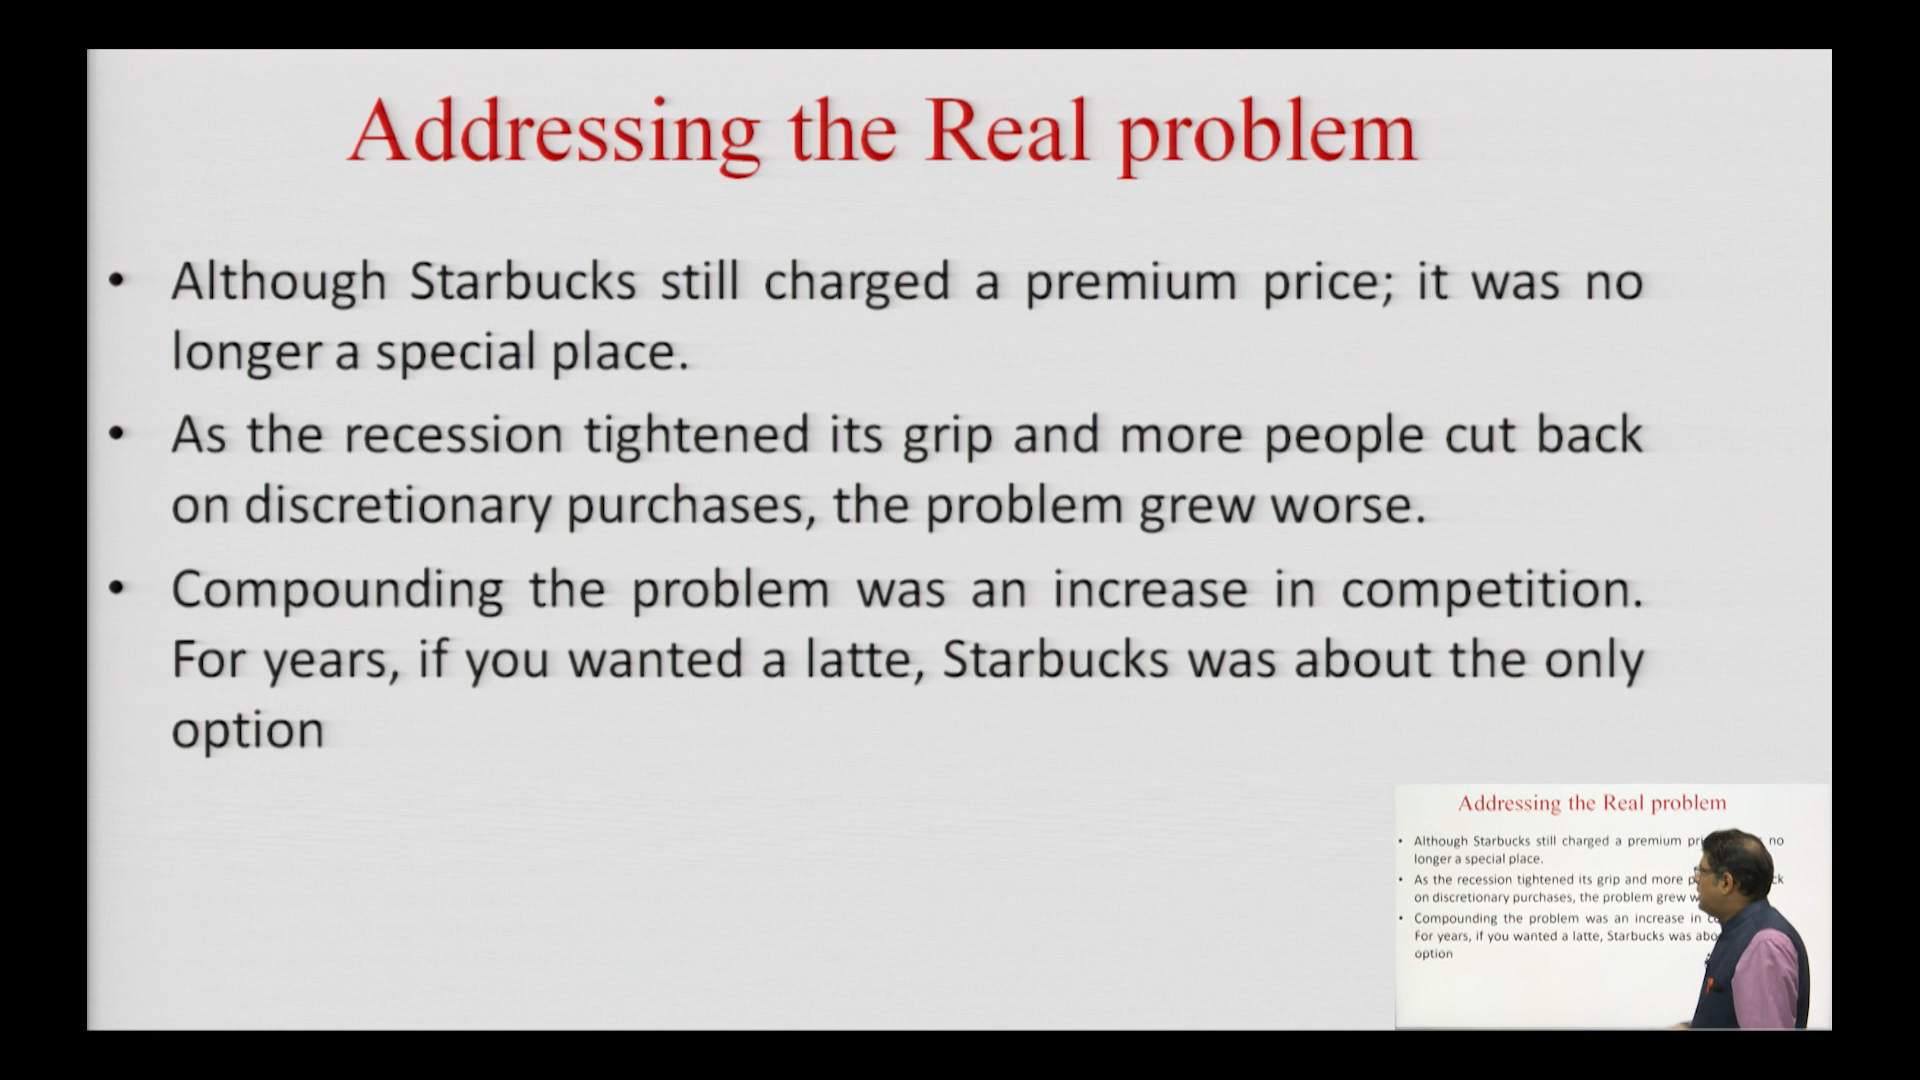 Addressing the Real problem
• Although Starbucks still charged a premium price; it was no
longer a special place.
• As the recession tightened its grip and more people cut back
on discretionary purchases, the problem grew worse.
• Compounding the problem was an increase in competition.
For years, if you wanted a latte, Starbucks was about the only
option
Addressing the Real problem
• Although Starbucks still charged a premium no
longer a special place.
• As the recession tightened its grip and more
on discretionary purchases, the problem grew
• Compounding the problem was an increase in
For years, if you wanted a latte, Starbucks was
option